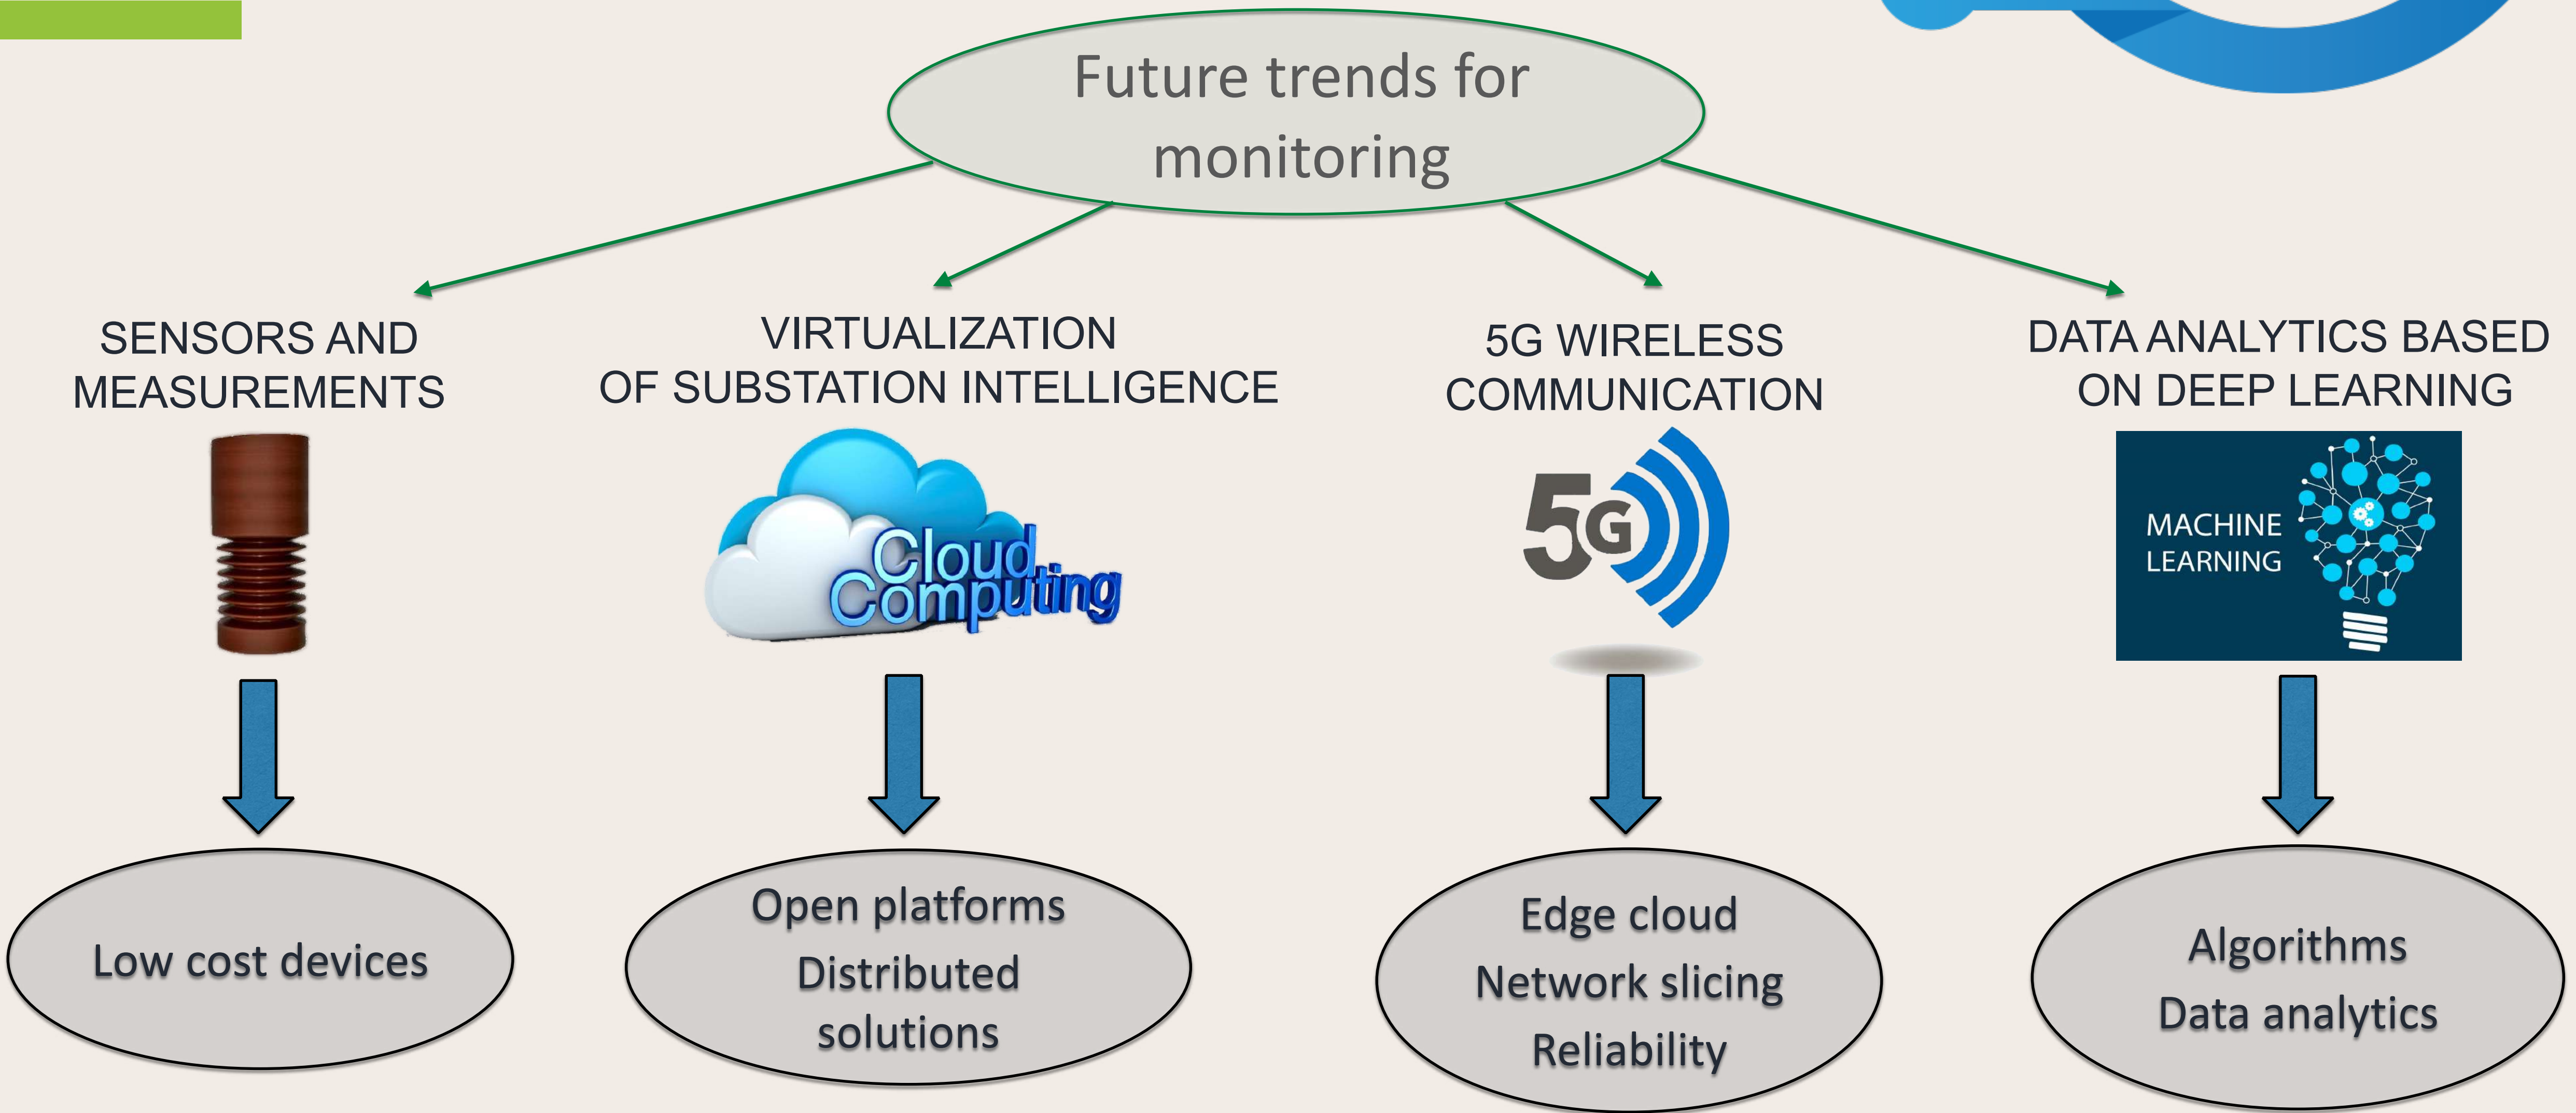 Future trends for
monitoring
SENSORS AND
MEASUREMENTS
VIRTUALIZATION
OF SUBSTATION INTELLIGENCE
5G WIRELESS
COMMUNICATION
DATA ANALYTICS BASED
ON DEEP LEARNING
Cloud
Computing
5G
MACHINE
LEARNING
Low cost devices
Open platforms
Distributed
solutions
Edge cloud
Network slicing
Reliability
Algorithms
Data analytics